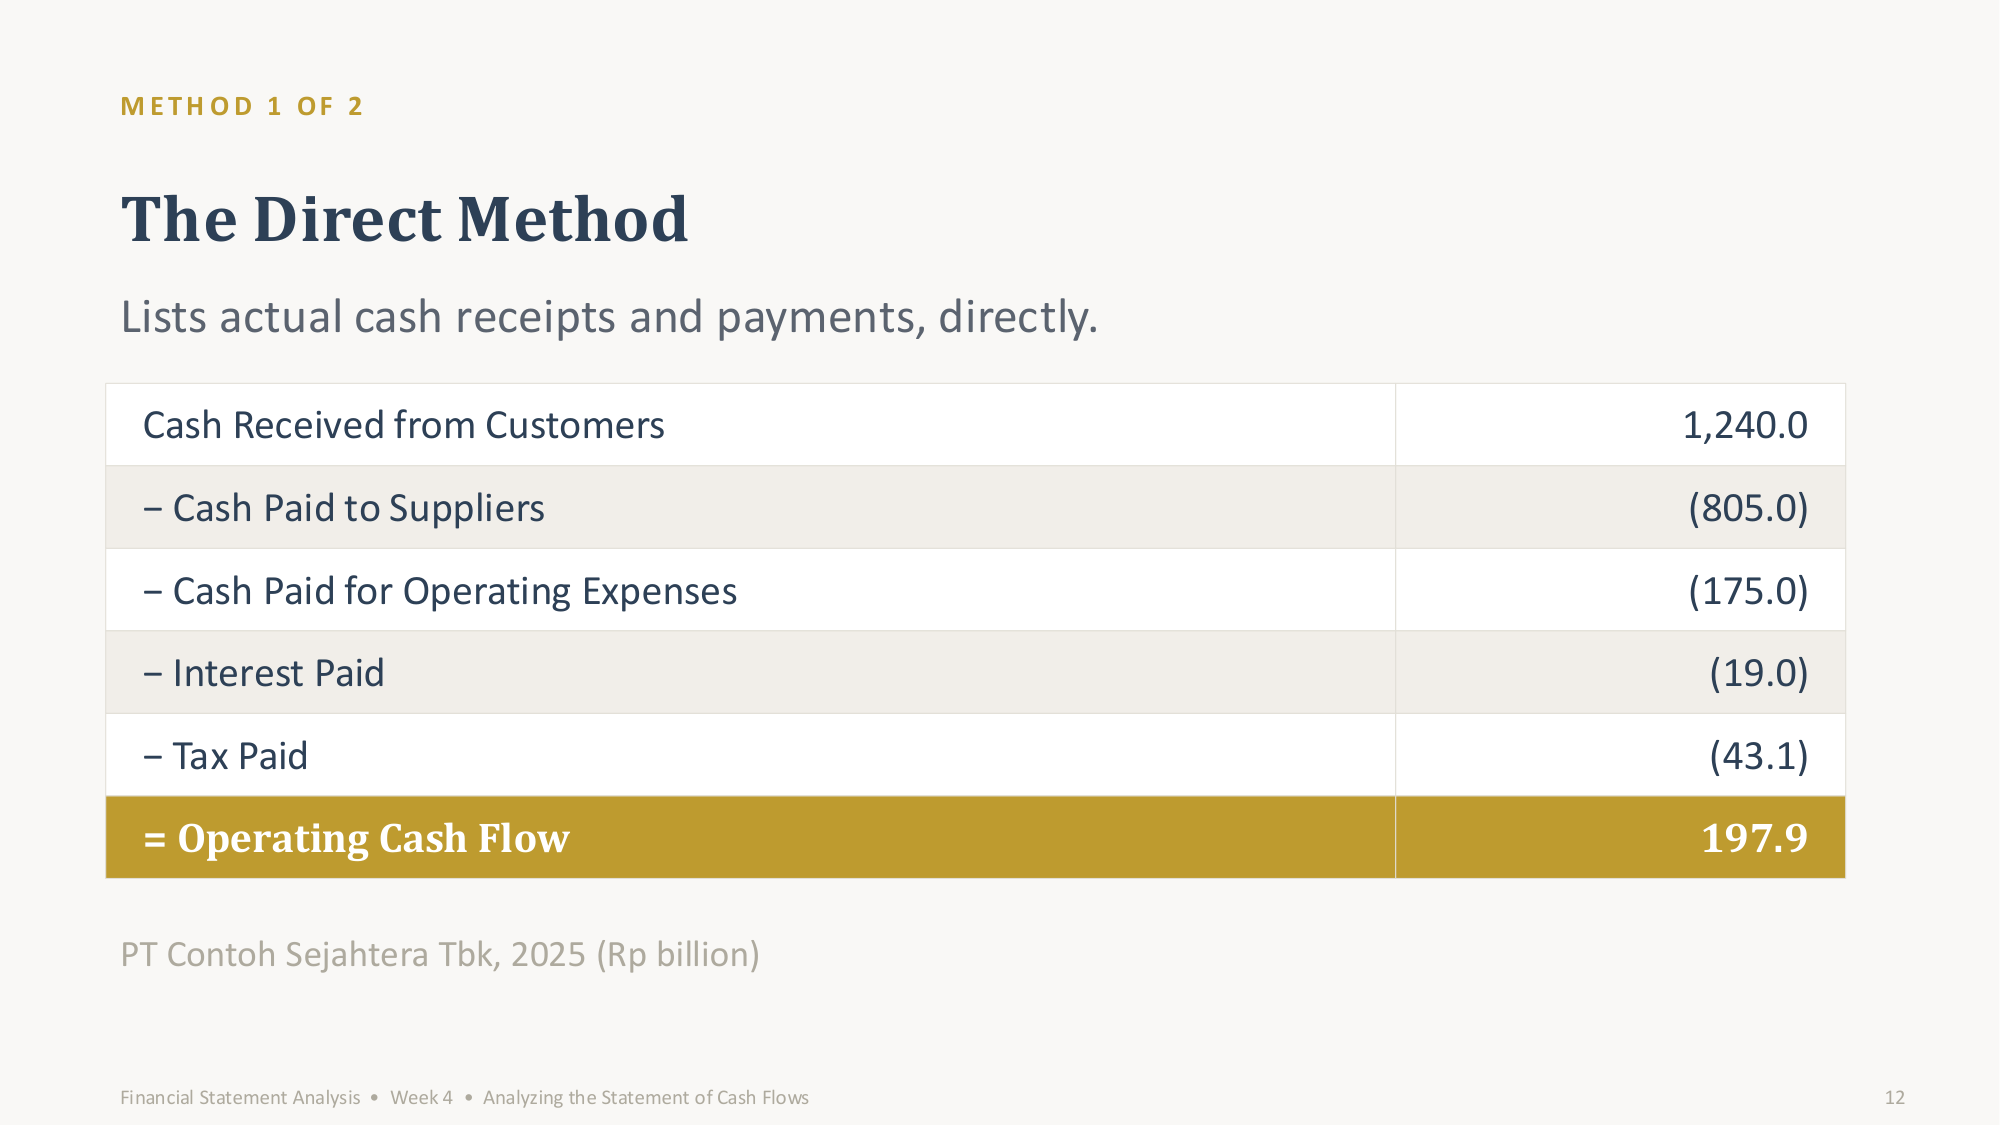 METHOD 1 OF 2
The Direct Method
Lists actual cash receipts and payments, directly.
Cash Received from Customers 1,240.0
− Cash Paid to Suppliers (805.0)
− Cash Paid for Operating Expenses (175.0)
− Interest Paid (19.0)
− Tax Paid (43.1)
= Operating Cash Flow 197.9
PT Contoh Sejahtera Tbk, 2025 (Rp billion)
Financial Statement Analysis • Week 4 • Analyzing the Statement of Cash Flows 12